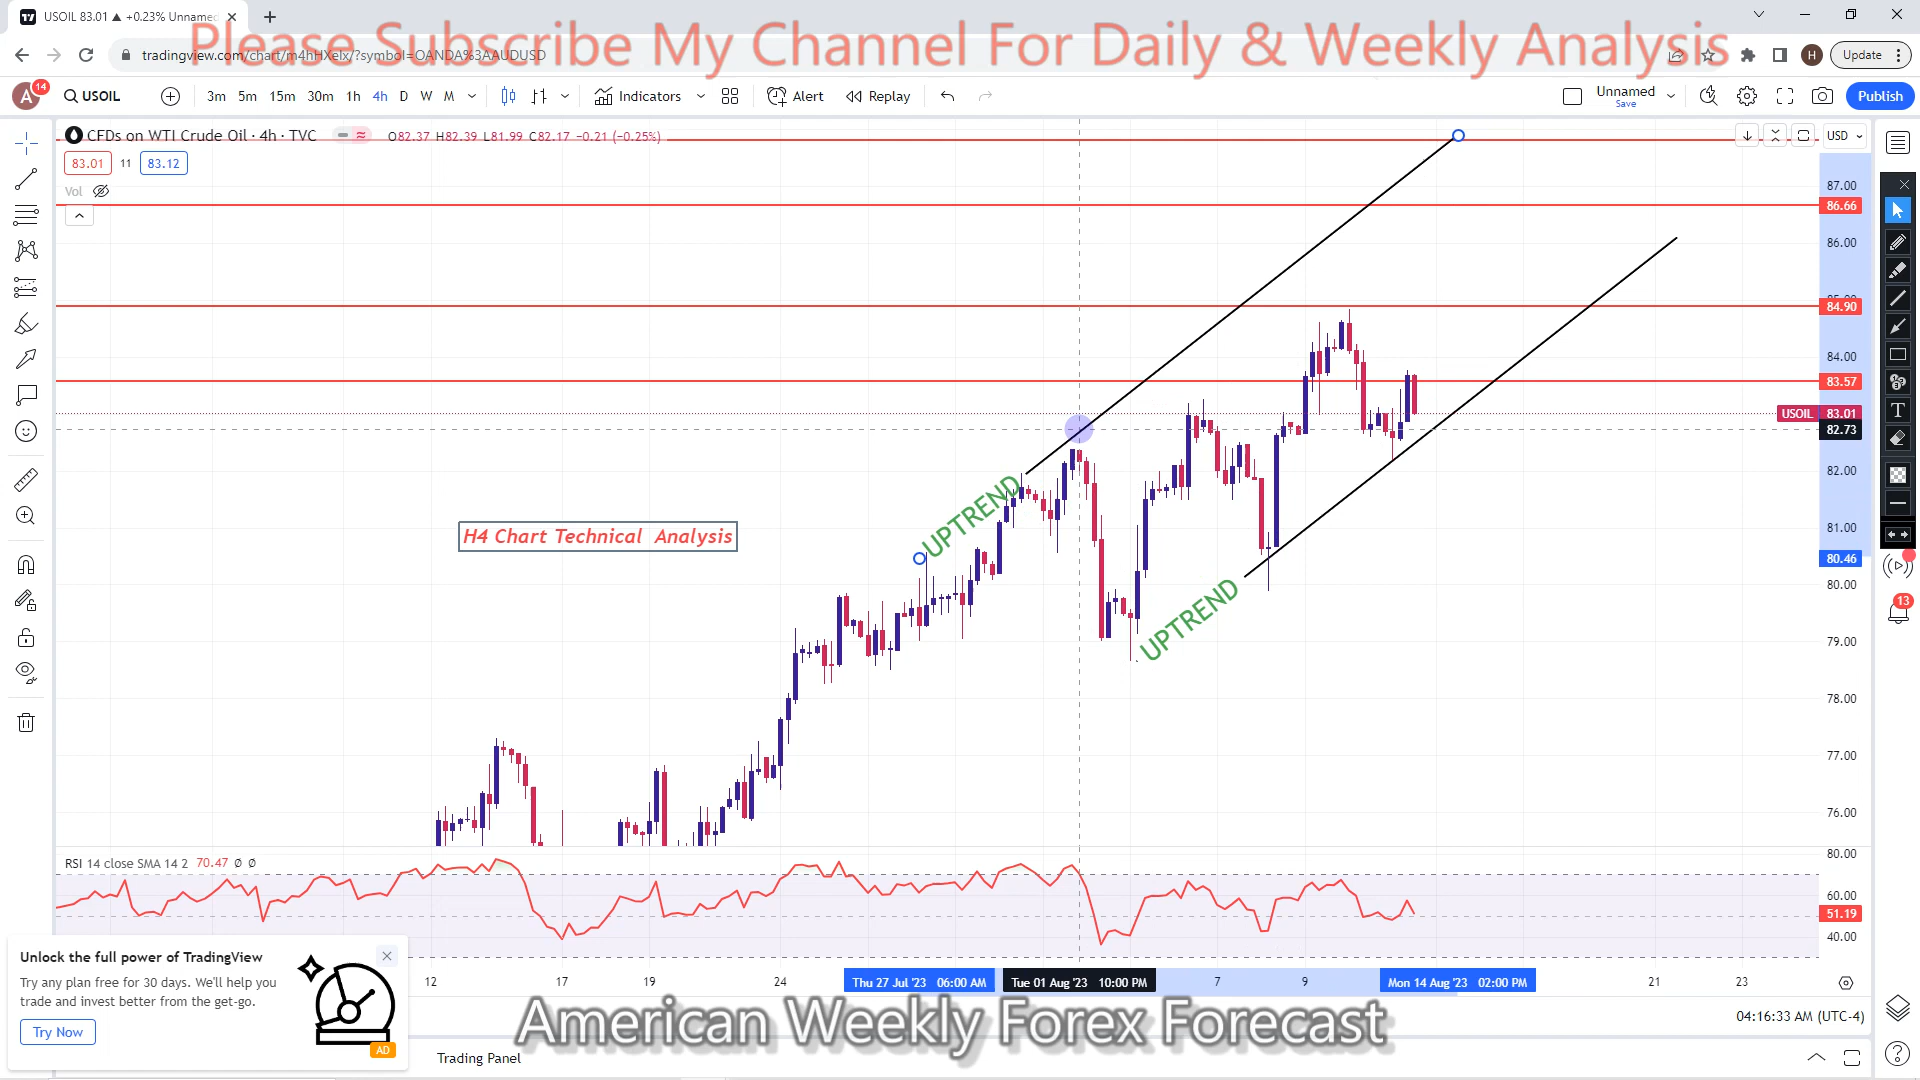 USOIL 83.01 ▲ +0.23% Unnamed
Please Subscribe My Channel For Daily & Weekly Analysis
tradingview.com/chart/m4hHXelx/?symbol=OANDA%3AAUDUSD
H
Update
A 14
USOIL
3m 5m 15m 30m 1h 4h D W M
Indicators
Alert
Replay
Unnamed
Save
Publish
CFDs on WTI Crude Oil · 4h · TVC
O82.37 H82.39 L81.99 C82.17 −0.21 (−0.25%)
USD
83.01 11 83.12
Vol
87.00
86.66
86.00
84.90
84.00
83.57
USOIL 83.01
82.73
82.00
81.00
80.46
80.00
79.00
78.00
77.00
76.00
UPTREND
UPTREND
H4 Chart Technical Analysis
T
13
RSI 14 close SMA 14 2 70.47 Ø Ø
80.00
60.00
51.19
40.00
Unlock the full power of TradingView
Try any plan free for 30 days. We'll help you
trade and invest better from the get-go.
Try Now
AD
12 17 19 24 Thu 27 Jul '23 06:00 AM Tue 01 Aug '23 10:00 PM 7 9 Mon 14 Aug '23 02:00 PM 21 23
American Weekly Forex Forecast
04:16:33 AM (UTC-4)
Trading Panel